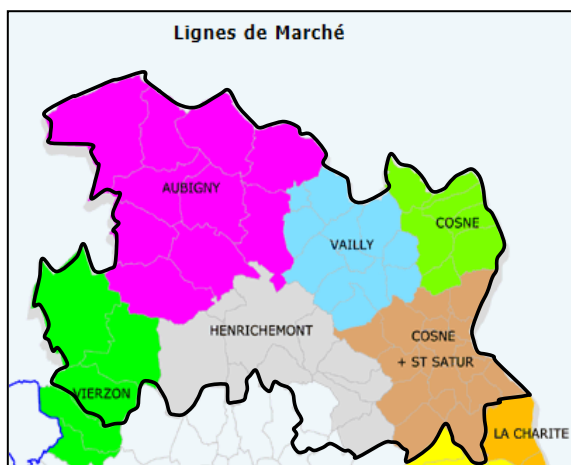 Lignes de Marché
AUBIGNY
COSNE
VAILLY
HENRICHEMONT
COSNE
+ ST SATUR
VIERZON
LA CHARITE